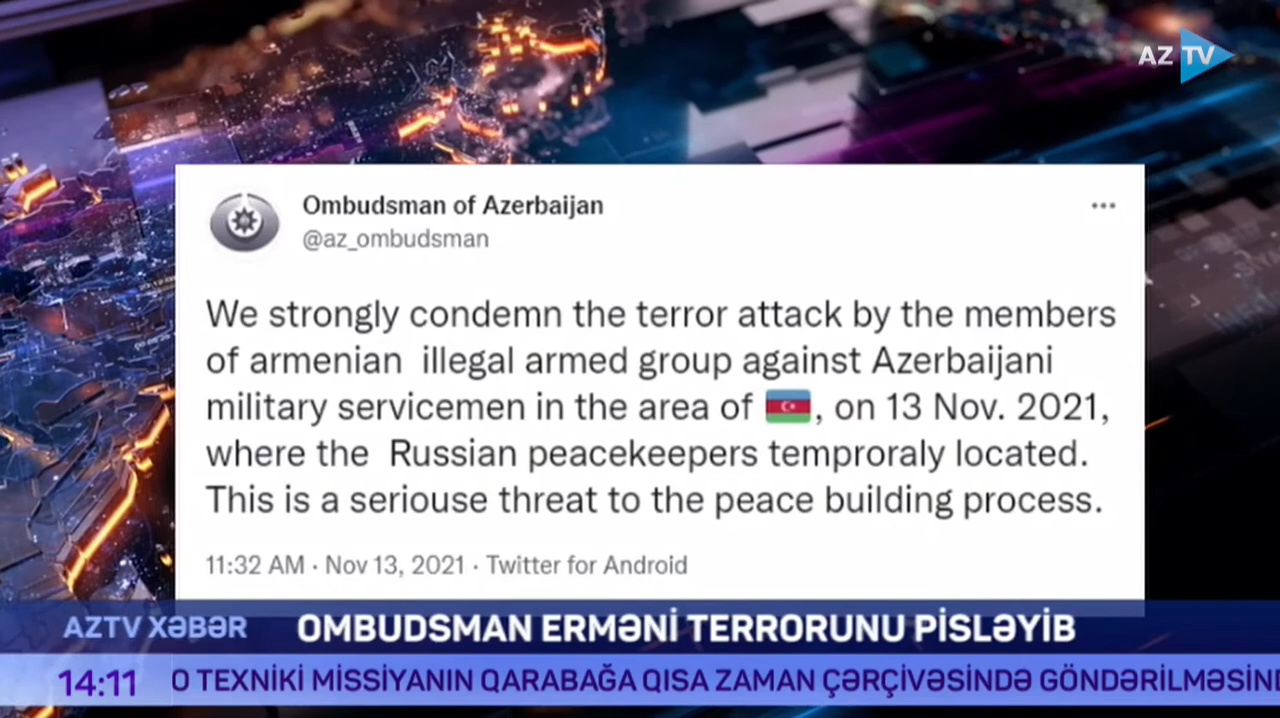 AZ TV
Ombudsman of Azerbaijan
@az_ombudsman
We strongly condemn the terror attack by the members
of armenian illegal armed group against Azerbaijani
military servicemen in the area of 🇦🇿, on 13 Nov. 2021,
where the Russian peacekeepers temproraly located.
This is a seriouse threat to the peace building process.
11:32 AM · Nov 13, 2021 · Twitter for Android
AZTV XƏBƏR
OMBUDSMAN ERMƏNİ TERRORUNU PİSLƏYİB
14:11
O TEXNİKİ MİSSİYANIN QARABAĞA QISA ZAMAN ÇƏRÇİVƏSİNDƏ GÖNDƏRİLMƏSİND